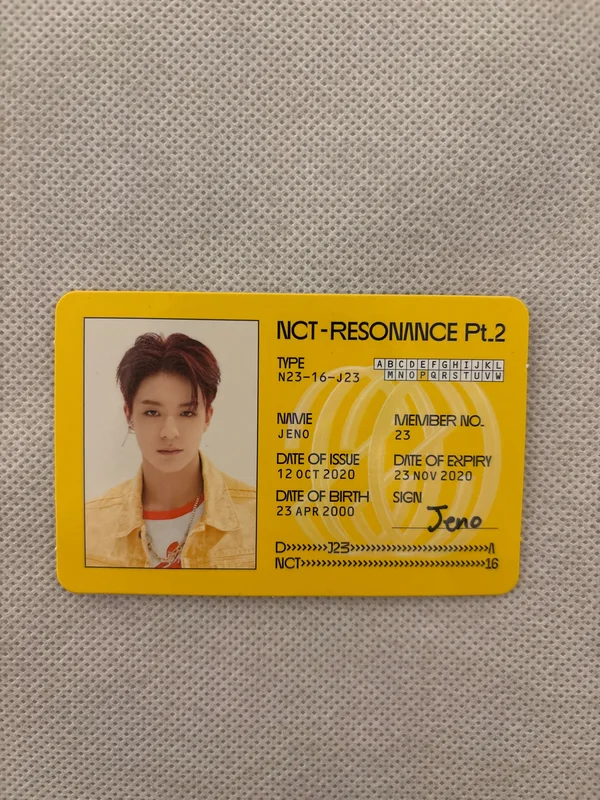 NCT - RESONANCE Pt.2
TYPE
N23-16-J23
ABCDEFGHIJKL
MNOPQRSTUVW
NAME
JENO
MEMBER NO.
23
DATE OF ISSUE
12 OCT 2020
DATE OF EXPIRY
23 NOV 2020
DATE OF BIRTH
23 APR 2000
SIGN
Jeno
D>>>>>>>J23>>>>>>>>>>>>>>>>>>>>>>>>>>>>>>>A
NCT>>>>>>>>>>>>>>>>>>>>>>>>>>>>>>>>>>>>>>16